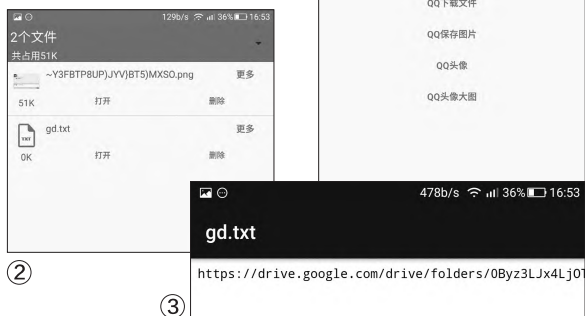 129b/s 36% 16:53
2个文件
共占用51K
~Y3FBTP8UP)JYV}BT5)MXSO.png 更多
51K 打开 删除
gd.txt 更多
TXT
0K 打开 删除
②
QQ下载文件
QQ保存图片
QQ头像
QQ头像大图
478b/s 36% 16:53
gd.txt
https://drive.google.com/drive/folders/0Byz3LJx4LjOT
③